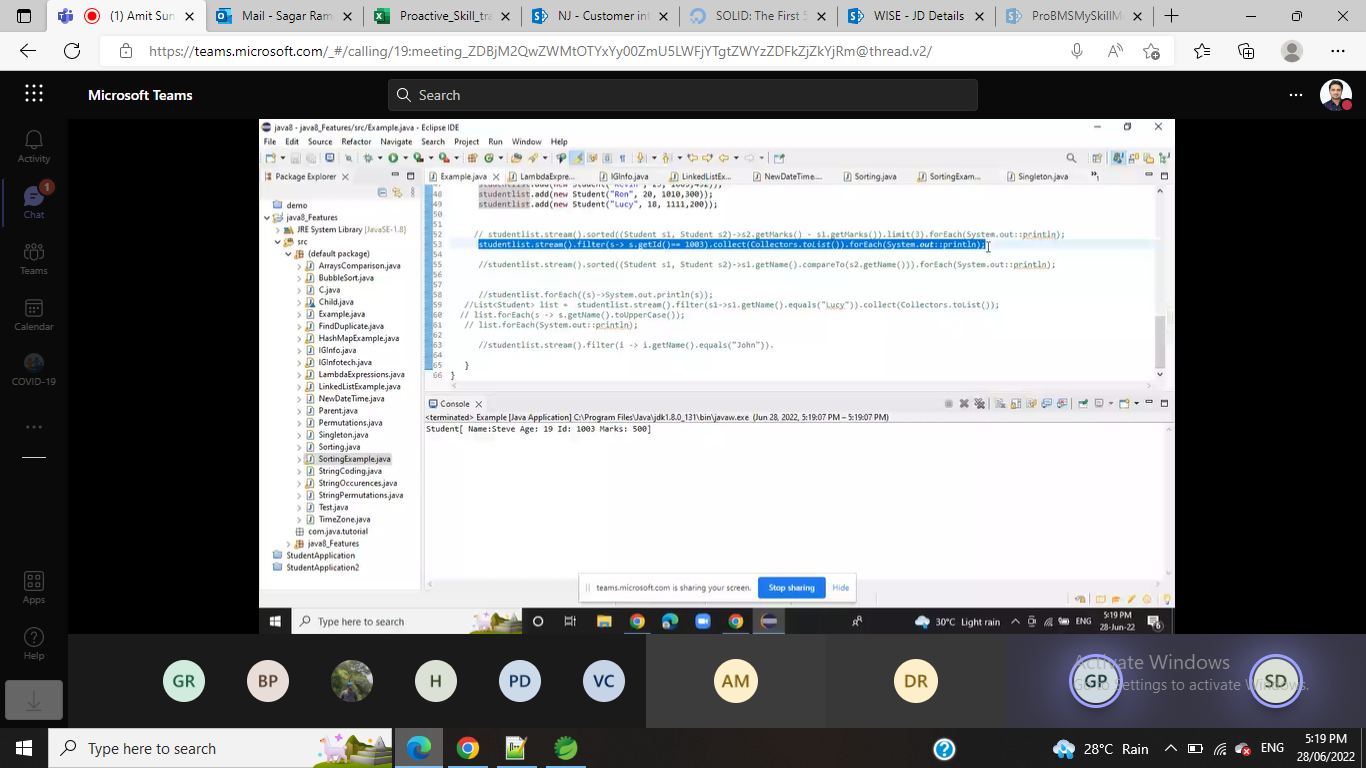 (1) Amit Sun
Mail - Sagar Ram
Proactive_Skill_tra
NJ - Customer int
SOLID: The First 5
WISE - JD Details
ProBMSMySkillM
https://teams.microsoft.com/_#/calling/19:meeting_ZDBjM2QwZWMtOTYxYy00ZmU5LWFjYTgtZWYzZDFkZjZkYjRm@thread.v2/
Microsoft Teams
Search
Activity
1
Chat
Teams
Calendar
COVID-19
Apps
Help
java8 - java8_Features/src/Example.java - Eclipse IDE
File Edit Source Refactor Navigate Search Project Run Window Help
Package Explorer
demo
java8_Features
JRE System Library [JavaSE-1.8]
src
(default package)
ArraysComparison.java
BubbleSort.java
C.java
Child.java
Example.java
FindDuplicate.java
HashMapExample.java
IGInfo.java
IGInfotech.java
LambdaExpressions.java
LinkedListExample.java
NewDateTime.java
Parent.java
Permutations.java
Singleton.java
Sorting.java
SortingExample.java
StringCoding.java
StringOccurences.java
StringPermutations.java
Test.java
TimeZone.java
com.java.tutorial
java8_Features
StudentApplication
StudentApplication2
Example.java
LambdaExpre...
IGInfo.java
LinkedListEx...
NewDateTime....
Sorting.java
SortingExam...
Singleton.java
48 studentlist.add(new Student("Ron", 20, 1010,300));
49 studentlist.add(new Student("Lucy", 18, 1111,200));
50
51
52 // studentlist.stream().sorted((Student s1, Student s2)->s2.getMarks() - s1.getMarks()).limit(3).forEach(System.out::println);
53 studentlist.stream().filter(s-> s.getId()== 1003).collect(Collectors.toList()).forEach(System.out::println);
54
55 //studentlist.stream().sorted((Student s1, Student s2)->s1.getName().compareTo(s2.getName())).forEach(System.out::println);
56
57
58 //studentlist.forEach((s)->System.out.println(s));
59 //List<Student> list = studentlist.stream().filter(s1->s1.getName().equals("Lucy")).collect(Collectors.toList());
60 // list.forEach(s -> s.getName().toUpperCase());
61 // list.forEach(System.out::println);
62
63 //studentlist.stream().filter(i -> i.getName().equals("John")).
64
65 }
66 }
Console
<terminated> Example [Java Application] C:\Program Files\Java\jdk1.8.0_131\bin\javaw.exe (Jun 28, 2022, 5:19:07 PM – 5:19:07 PM)
Student[ Name:Steve Age: 19 Id: 1003 Marks: 500]
teams.microsoft.com is sharing your screen.
Stop sharing
Hide
Type here to search
30°C Light rain
ENG
5:19 PM
28-Jun-22
GR
BP
H
PD
VC
AM
DR
GP
SD
Activate Windows
Go to Settings to activate Windows.
Type here to search
28°C Rain
ENG
5:19 PM
28/06/2022